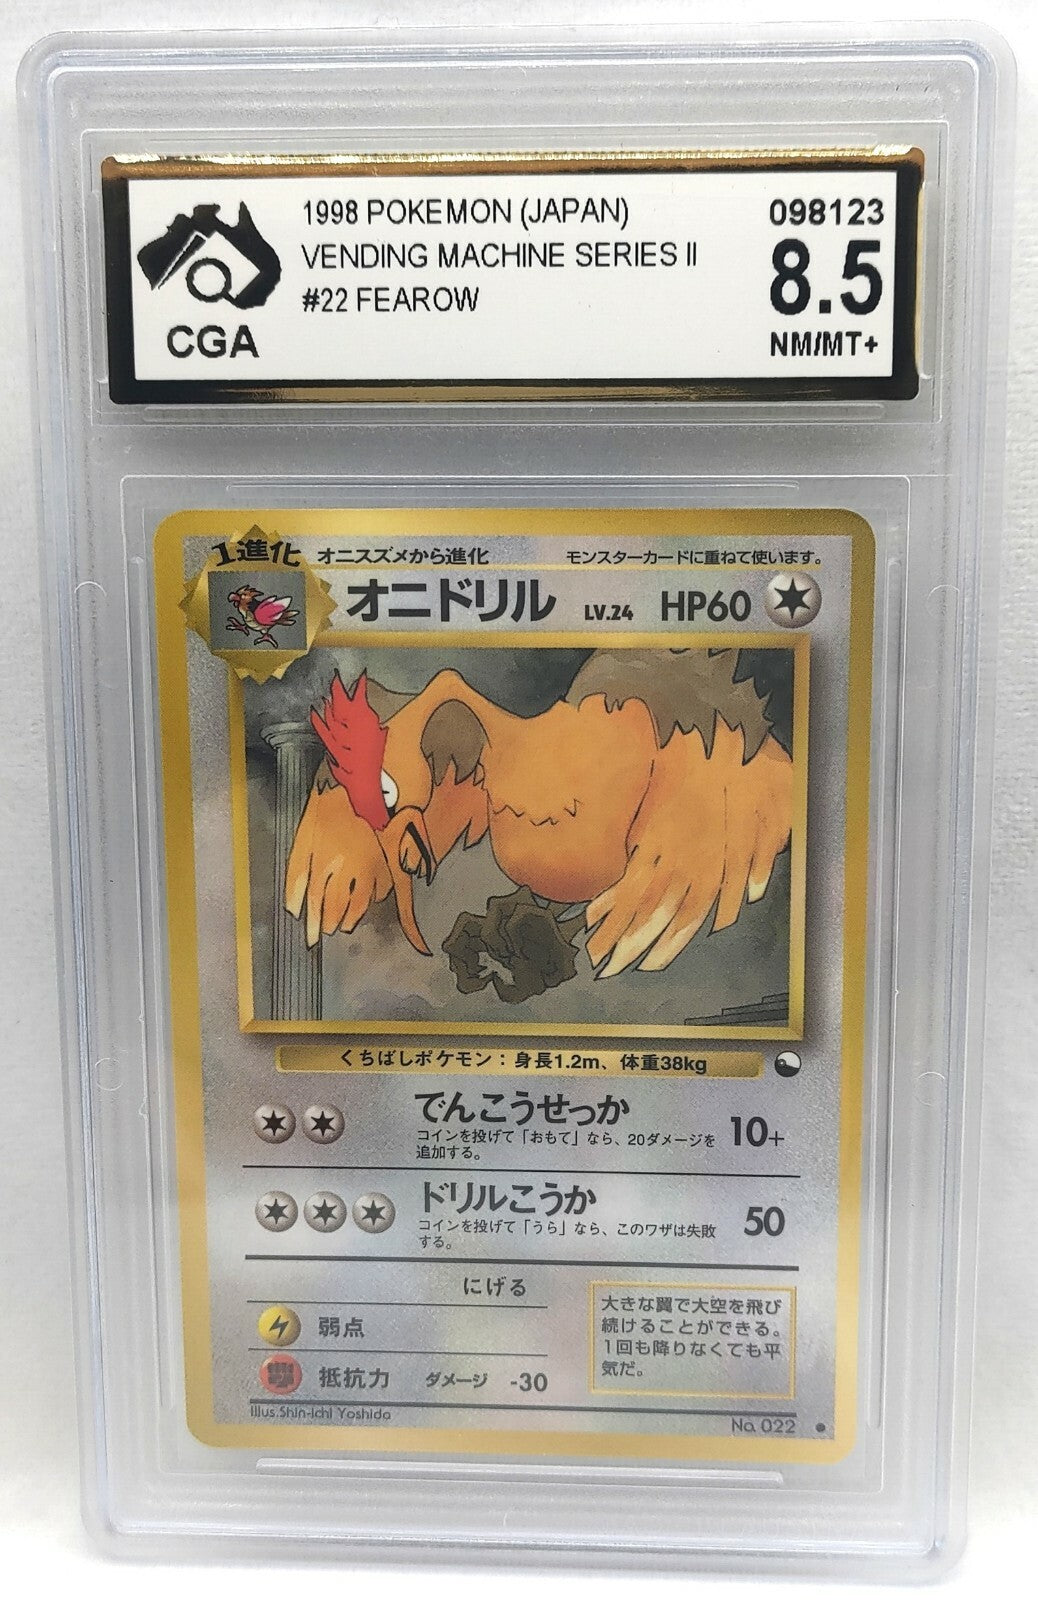 1998 POKEMON (JAPAN)
098123
VENDING MACHINE SERIES II
8.5
#22 FEAROW
NM/MT+
CGA
1進化
オニスズメから進化
モンスターカードに重ねて使います。
オニドリル LV.24 HP60
くちばしポケモン：身長1.2m、体重38kg
でんこうせっか
コインを投げて「おもて」なら、20ダメージを
追加する。
10+
ドリルこうか
コインを投げて「うら」なら、このワザは失敗
する。
50
にげる
弱点
抵抗力 ダメージ -30
大きな翼で大空を飛び
続けることができる。
1回も降りなくても平
気だ。
Illus.Shin-ichi Yoshida
No. 022